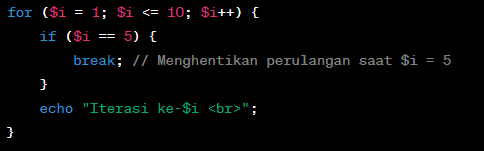 for ($i = 1; $i <= 10; $i++) {
    if ($i == 5) {
        break; // Menghentikan perulangan saat $i = 5
    }
    echo "Iterasi ke-$i <br>";
}